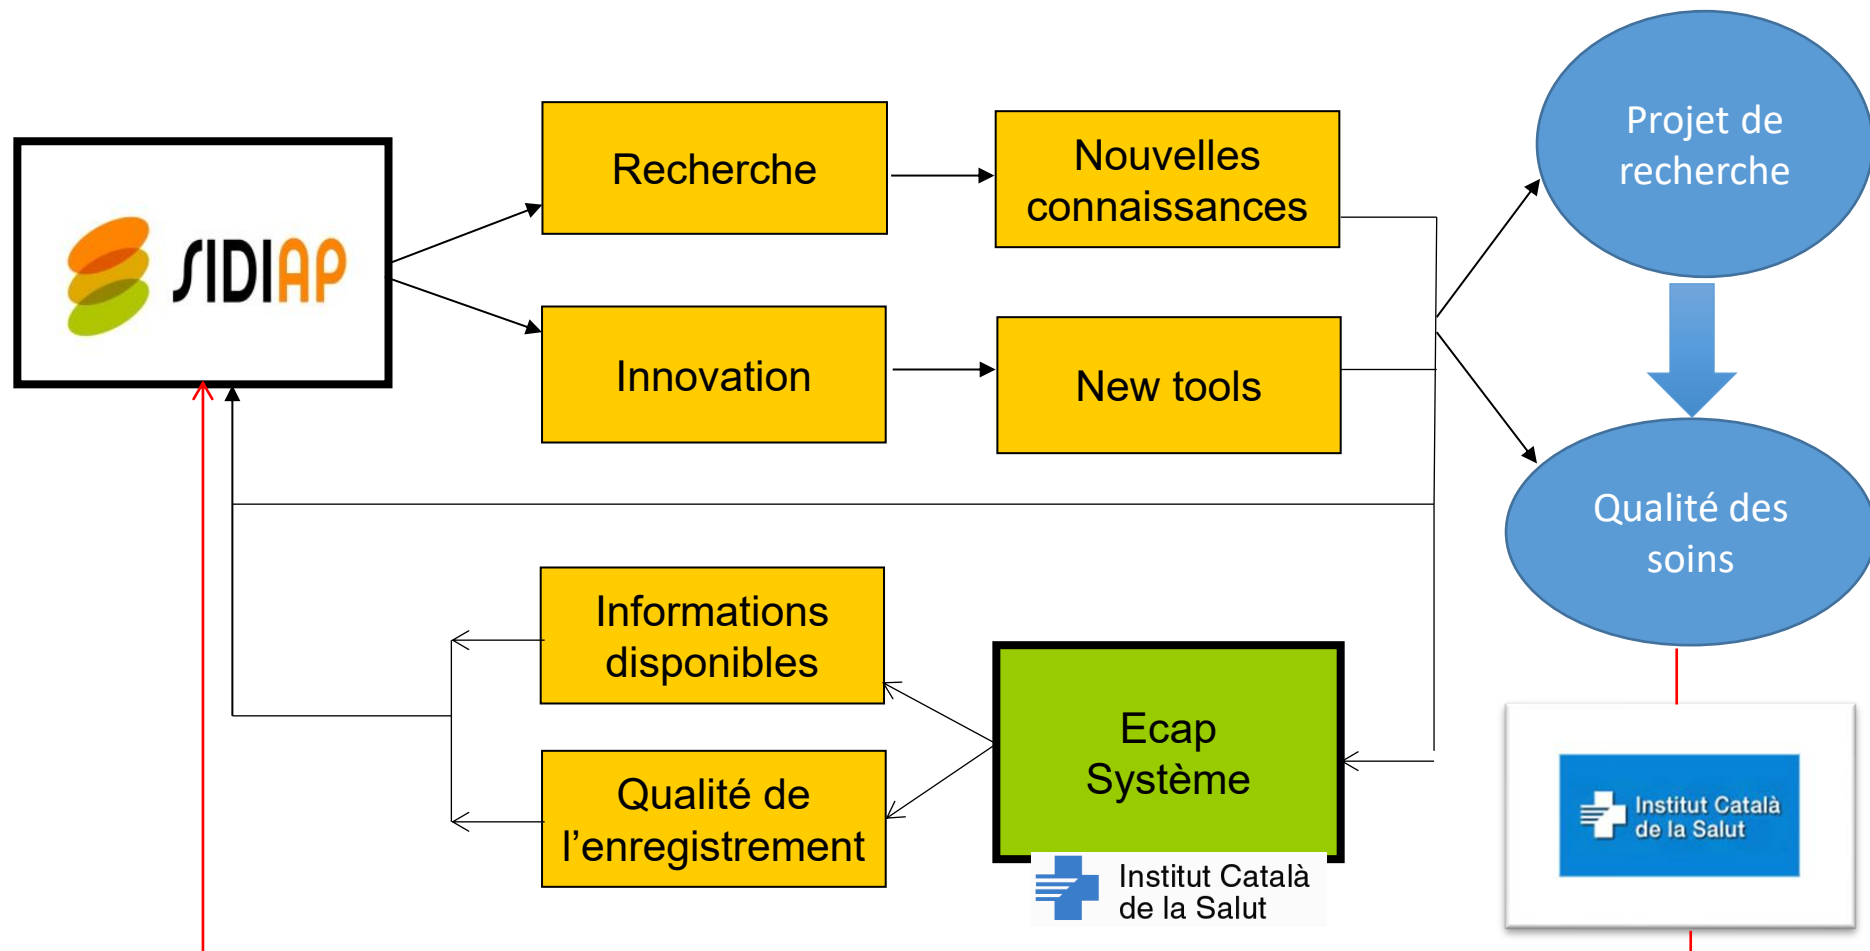 SIDIAP
Recherche
Nouvelles
connaissances
Projet de
recherche
Innovation
New tools
Qualité des
soins
Informations
disponibles
Ecap
Système
Qualité de
l’enregistrement
Institut Català
de la Salut
Institut Català
de la Salut